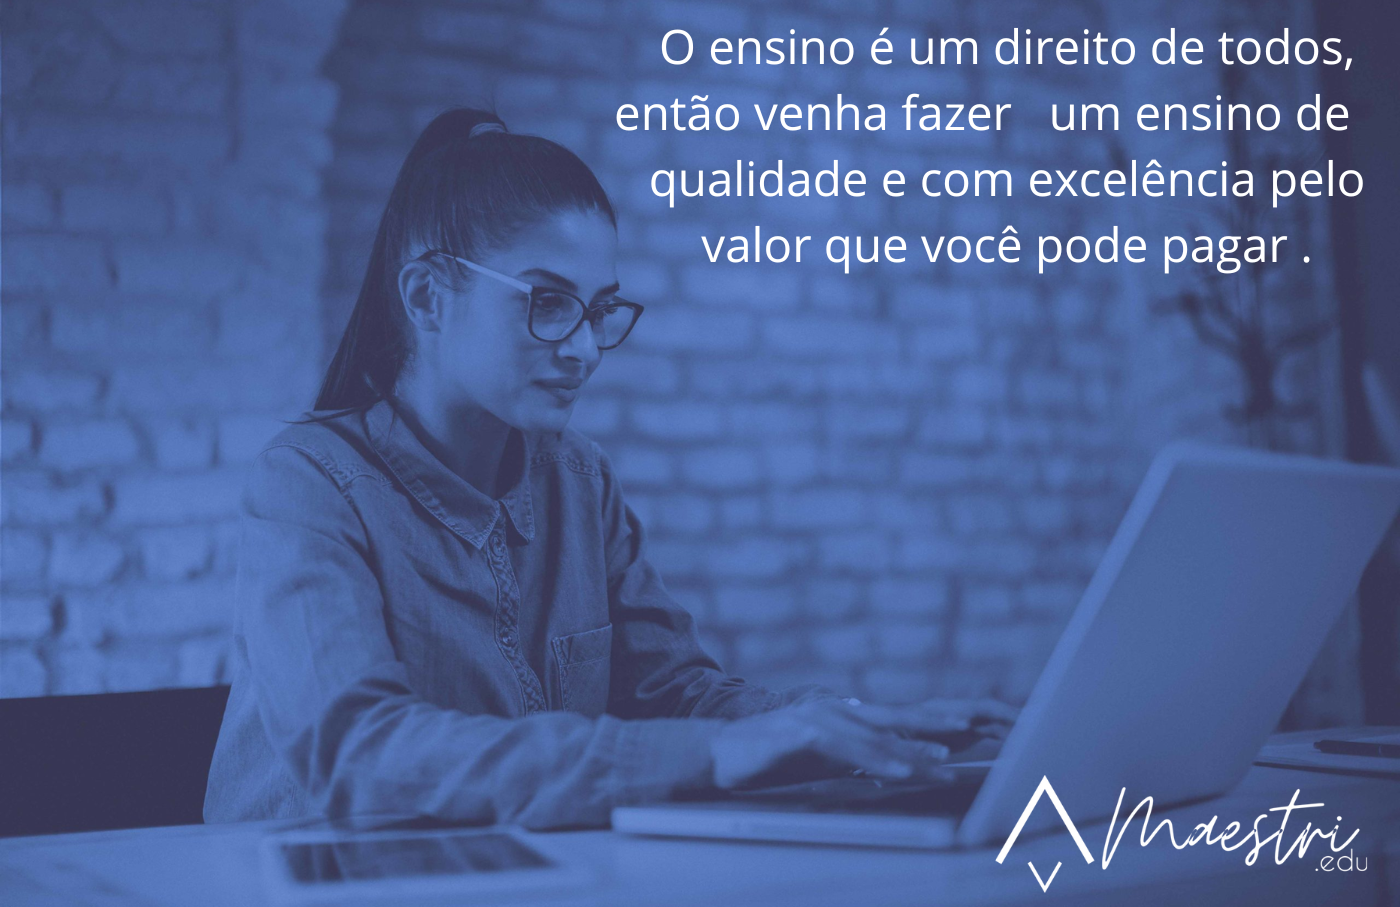 O ensino é um direito de todos,
então venha fazer um ensino de
qualidade e com excelência pelo
valor que você pode pagar .
Maestri
.edu